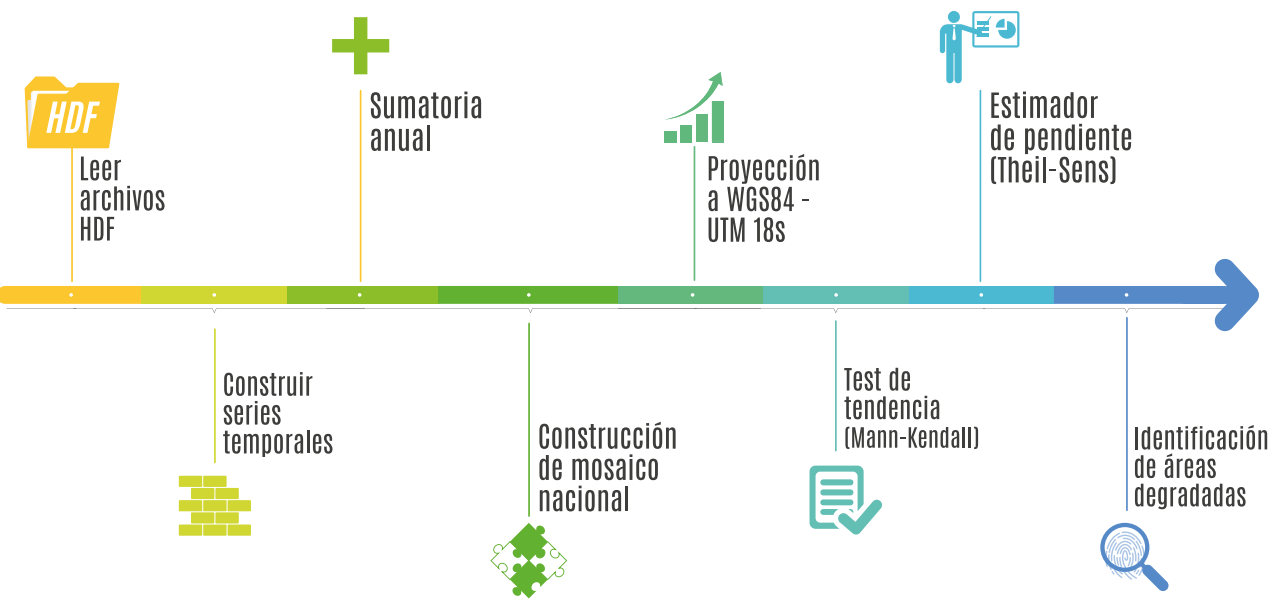 HDF
Leer
archivos
HDF
Construir
series
temporales
Sumatoria
anual
Construcción
de mosaico
nacional
Proyección
a WGS84 -
UTM 18s
Test de
tendencia
(Mann-Kendall)
Estimador
de pendiente
(Theil-Sens)
Identificación
de áreas
degradadas